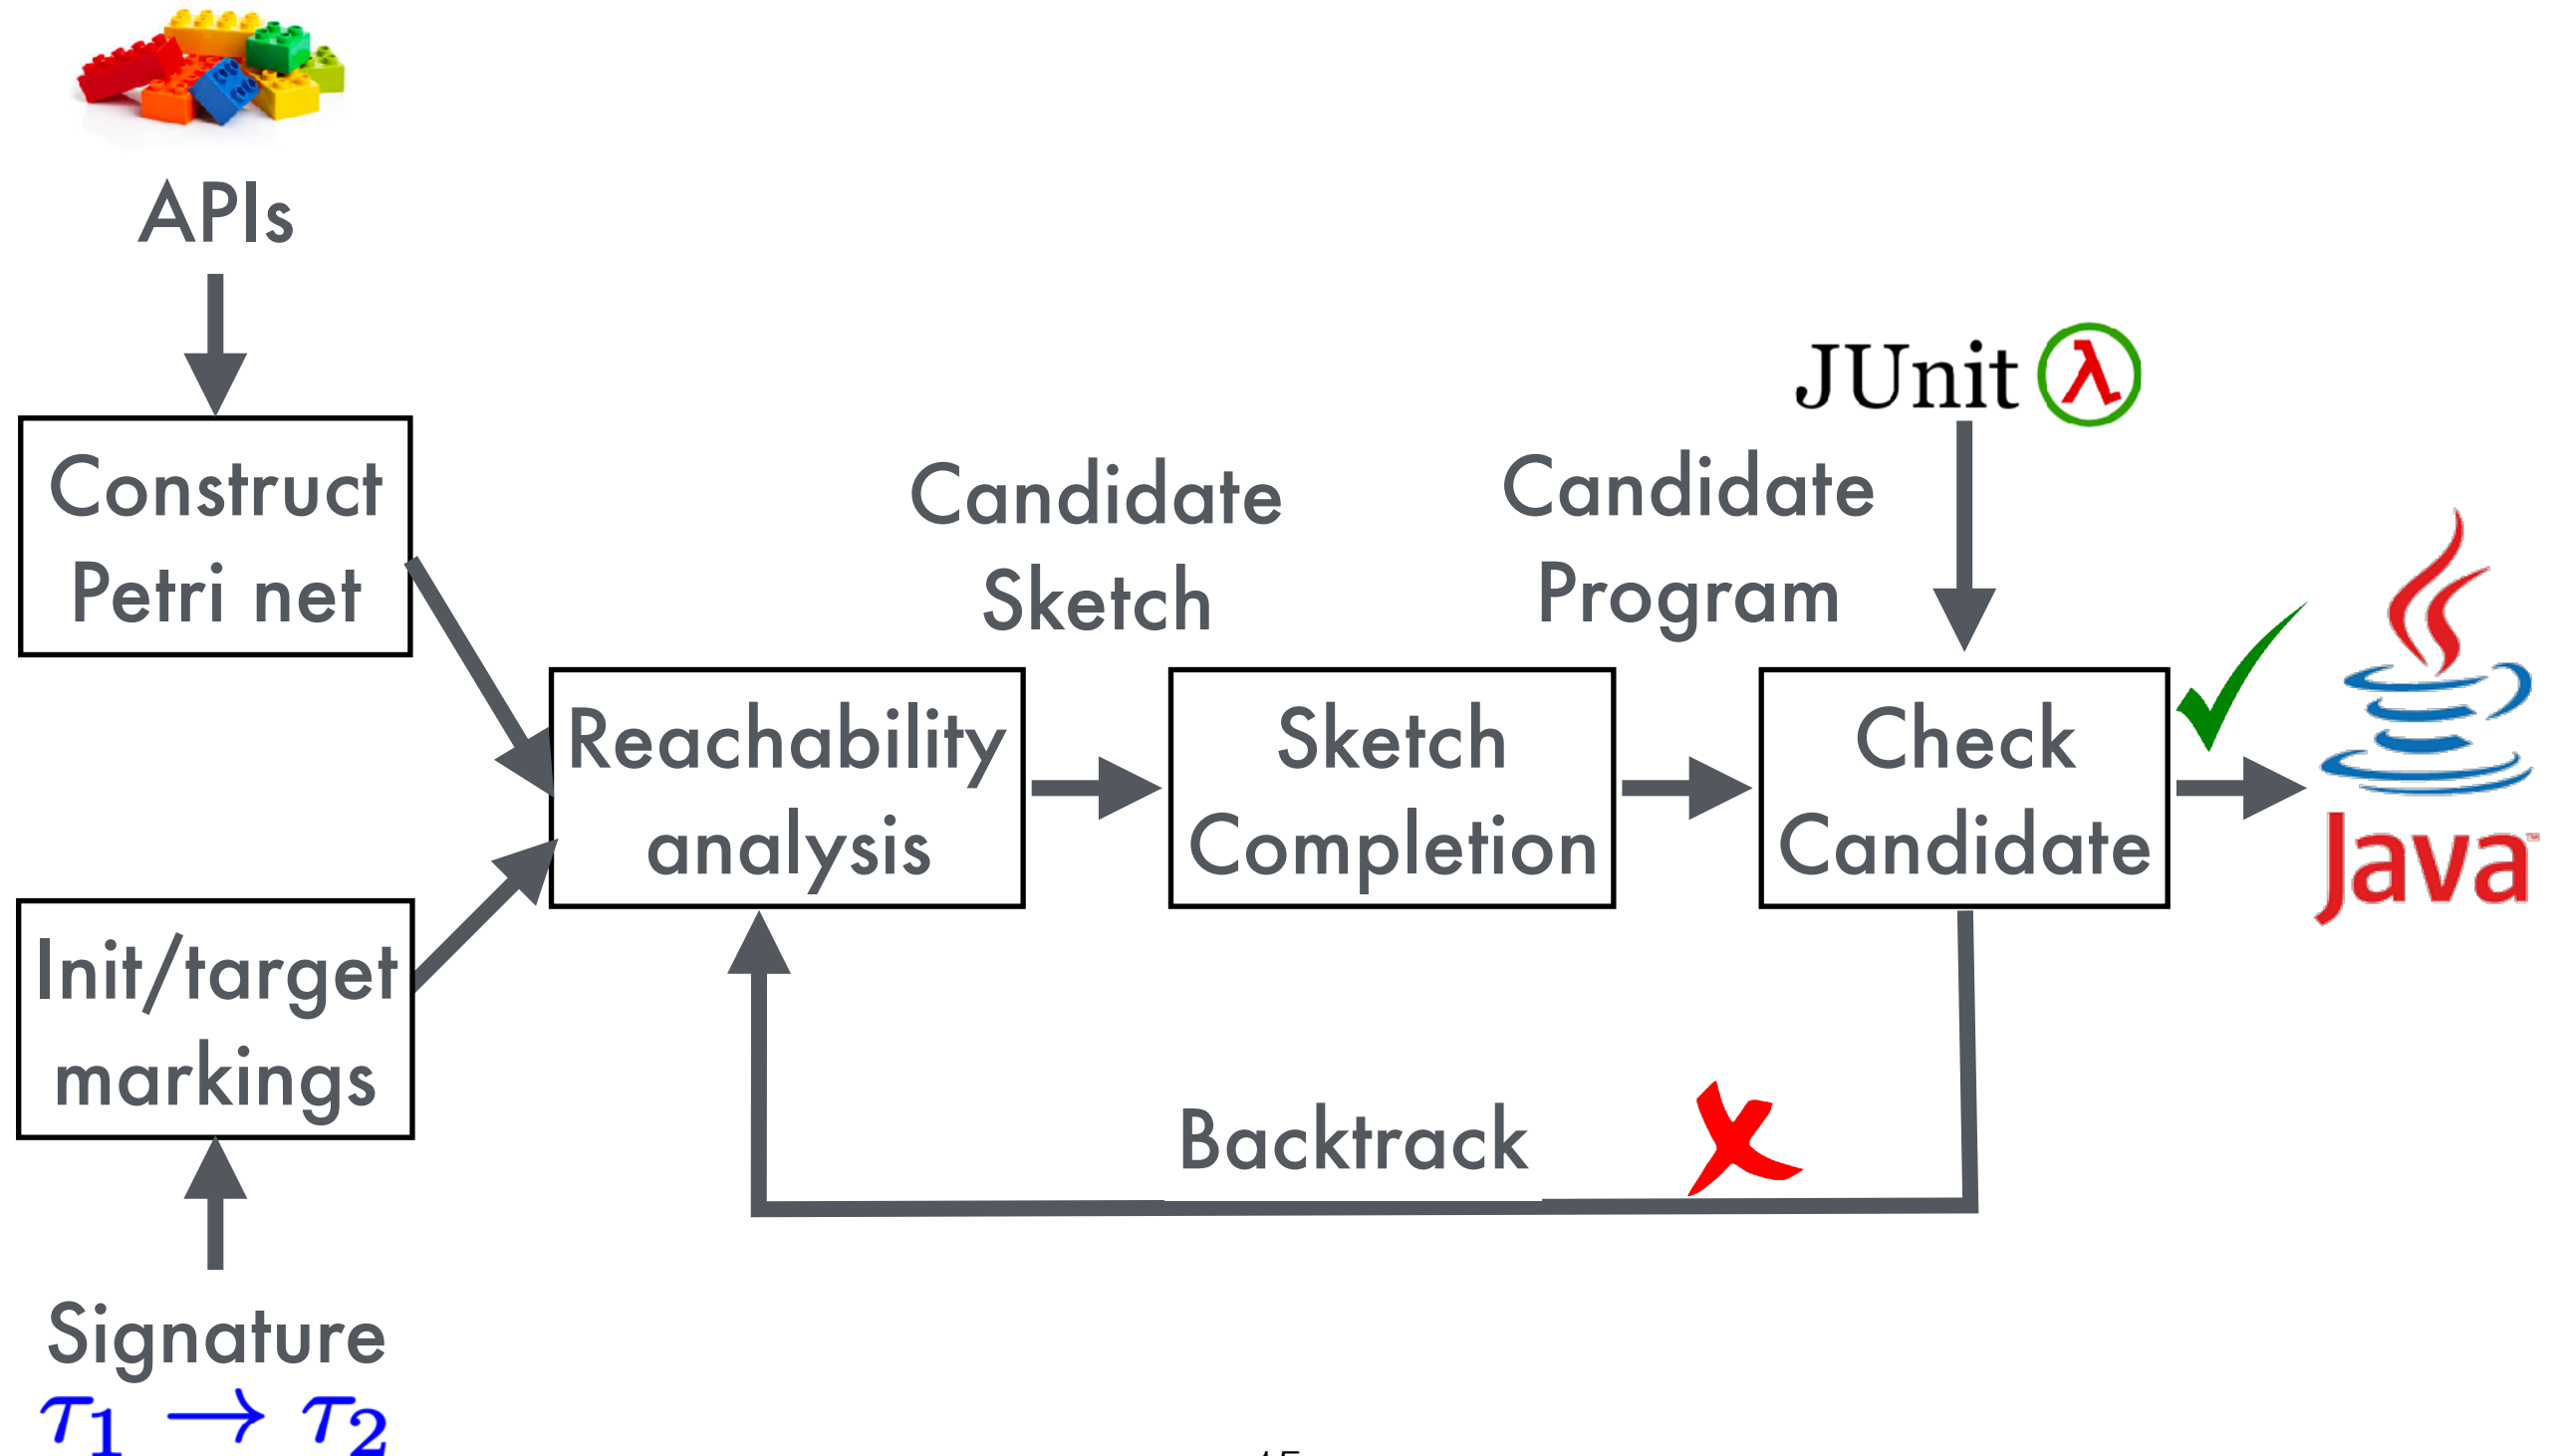 APIs
Construct
Petri net
Init/target
markings
Signature
τ₁ → τ₂
Reachability
analysis
Candidate
Sketch
Sketch
Completion
Candidate
Program
JUnit λ
Check
Candidate
Java™
Backtrack